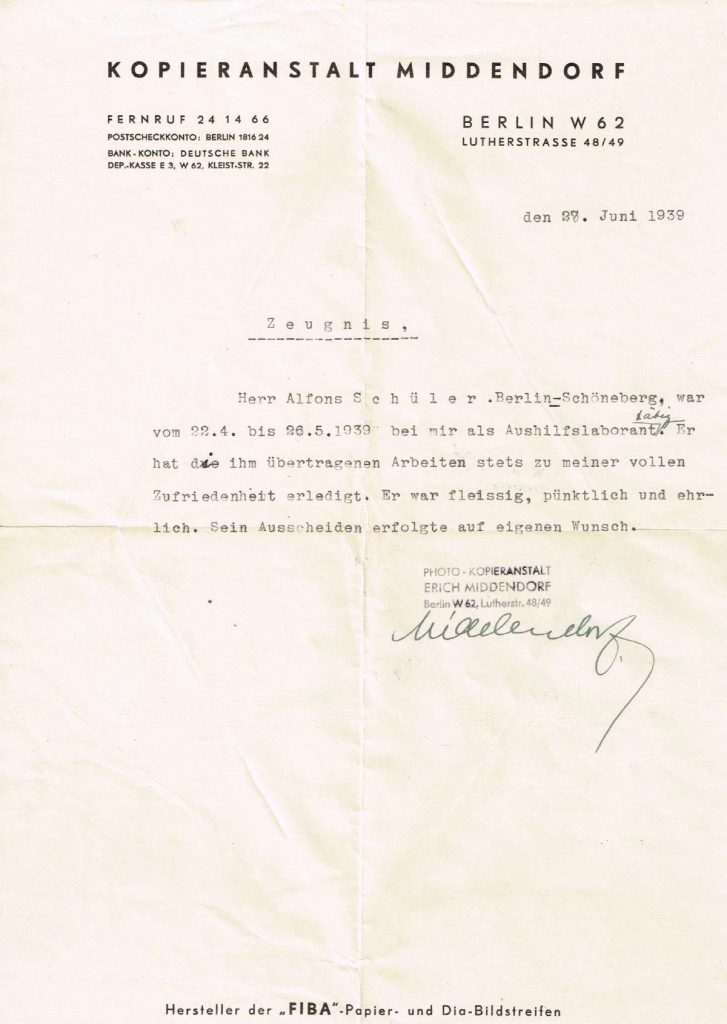 KOPIERANSTALT MIDDENDORF
FERNRUF 24 14 66
POSTSCHECKKONTO: BERLIN 1816 24
BANK-KONTO: DEUTSCHE BANK
DEP.-KASSE E 3, W 62, KLEIST-STR. 22
BERLIN W 62
LUTHERSTRASSE 48/49
den 27. Juni 1939
Zeugnis,
Herr Alfons Schüler .Berlin-Schöneberg, war
tätig
vom 22.4. bis 26.5.1939 bei mir als Aushilfslaborant. Er
hat die ihm übertragenen Arbeiten stets zu meiner vollen
Zufriedenheit erledigt. Er war fleissig, pünktlich und ehr-
lich. Sein Ausscheiden erfolgte auf eigenen Wunsch.
PHOTO-KOPIERANSTALT
ERICH MIDDENDORF
Berlin W 62, Lutherstr. 48/49
Middendorf.
Hersteller der „FIBA"-Papier- und Dia-Bildstreifen